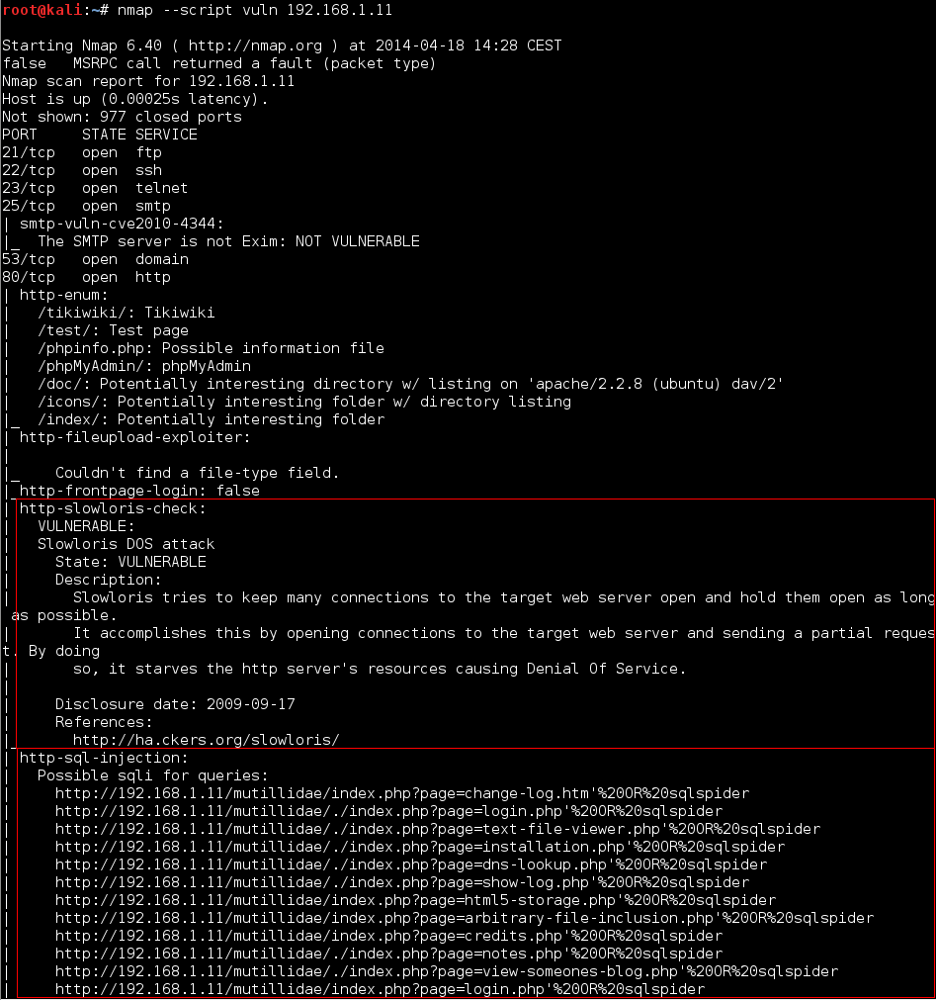 root@kali:~# nmap --script vuln 192.168.1.11
Starting Nmap 6.40 ( http://nmap.org ) at 2014-04-18 14:28 CEST
false   MSRPC call returned a fault (packet type)
Nmap scan report for 192.168.1.11
Host is up (0.00025s latency).
Not shown: 977 closed ports
PORT     STATE SERVICE
21/tcp   open  ftp
22/tcp   open  ssh
23/tcp   open  telnet
25/tcp   open  smtp
| smtp-vuln-cve2010-4344:
|_  The SMTP server is not Exim: NOT VULNERABLE
53/tcp   open  domain
80/tcp   open  http
| http-enum:
|   /tikiwiki/: Tikiwiki
|   /test/: Test page
|   /phpinfo.php: Possible information file
|   /phpMyAdmin/: phpMyAdmin
|   /doc/: Potentially interesting directory w/ listing on 'apache/2.2.8 (ubuntu) dav/2'
|   /icons/: Potentially interesting folder w/ directory listing
|_  /index/: Potentially interesting folder
| http-fileupload-exploiter:
|
|_    Couldn't find a file-type field.
|_http-frontpage-login: false
| http-slowloris-check:
|   VULNERABLE:
|   Slowloris DOS attack
|     State: VULNERABLE
|     Description:
|       Slowloris tries to keep many connections to the target web server open and hold them open as long
 as possible.
|       It accomplishes this by opening connections to the target web server and sending a partial reques
t. By doing
|       so, it starves the http server's resources causing Denial Of Service.
|
|     Disclosure date: 2009-09-17
|     References:
|_      http://ha.ckers.org/slowloris/
| http-sql-injection:
|   Possible sqli for queries:
|     http://192.168.1.11/mutillidae/index.php?page=change-log.htm'%20OR%20sqlspider
|     http://192.168.1.11/mutillidae/./index.php?page=login.php'%20OR%20sqlspider
|     http://192.168.1.11/mutillidae/./index.php?page=text-file-viewer.php'%20OR%20sqlspider
|     http://192.168.1.11/mutillidae/./index.php?page=installation.php'%20OR%20sqlspider
|     http://192.168.1.11/mutillidae/./index.php?page=dns-lookup.php'%20OR%20sqlspider
|     http://192.168.1.11/mutillidae/./index.php?page=show-log.php'%20OR%20sqlspider
|     http://192.168.1.11/mutillidae/./index.php?page=html5-storage.php'%20OR%20sqlspider
|     http://192.168.1.11/mutillidae/./index.php?page=arbitrary-file-inclusion.php'%20OR%20sqlspider
|     http://192.168.1.11/mutillidae/./index.php?page=credits.php'%20OR%20sqlspider
|     http://192.168.1.11/mutillidae/./index.php?page=notes.php'%20OR%20sqlspider
|     http://192.168.1.11/mutillidae/./index.php?page=view-someones-blog.php'%20OR%20sqlspider
|     http://192.168.1.11/mutillidae/index.php?page=login.php'%20OR%20sqlspider